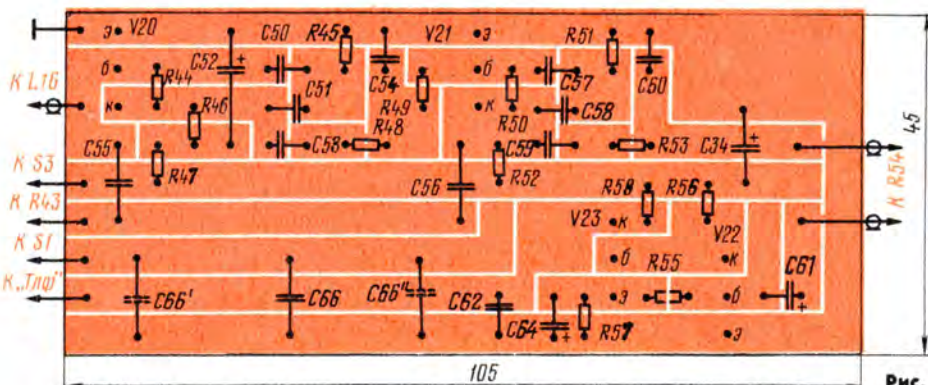 э V20 C50 R45 V21 э R51
б R44 C52 + C54 б C57 C60
К L16 к R46 C51 R49 к R50 C58
C55 C58 R48 C59 R53 C34 +
К S3 R47 C56 R52 К R54
К R43 R58 R56
V23 к V22
К S1 б R55 к C61
К „Тлф" C66' C66 C66" C62 э б +
C64 + R57 э
45
105
Рис